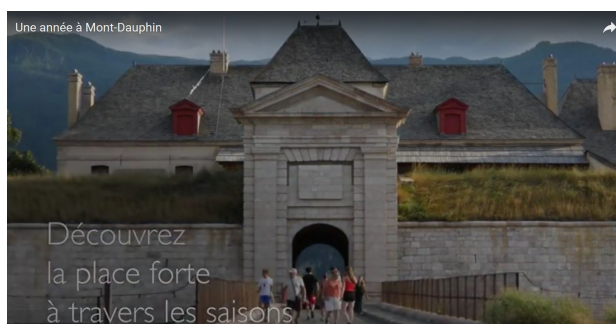 Une année à Mont-Dauphin
Découvrez
la place forte
à travers les saisons